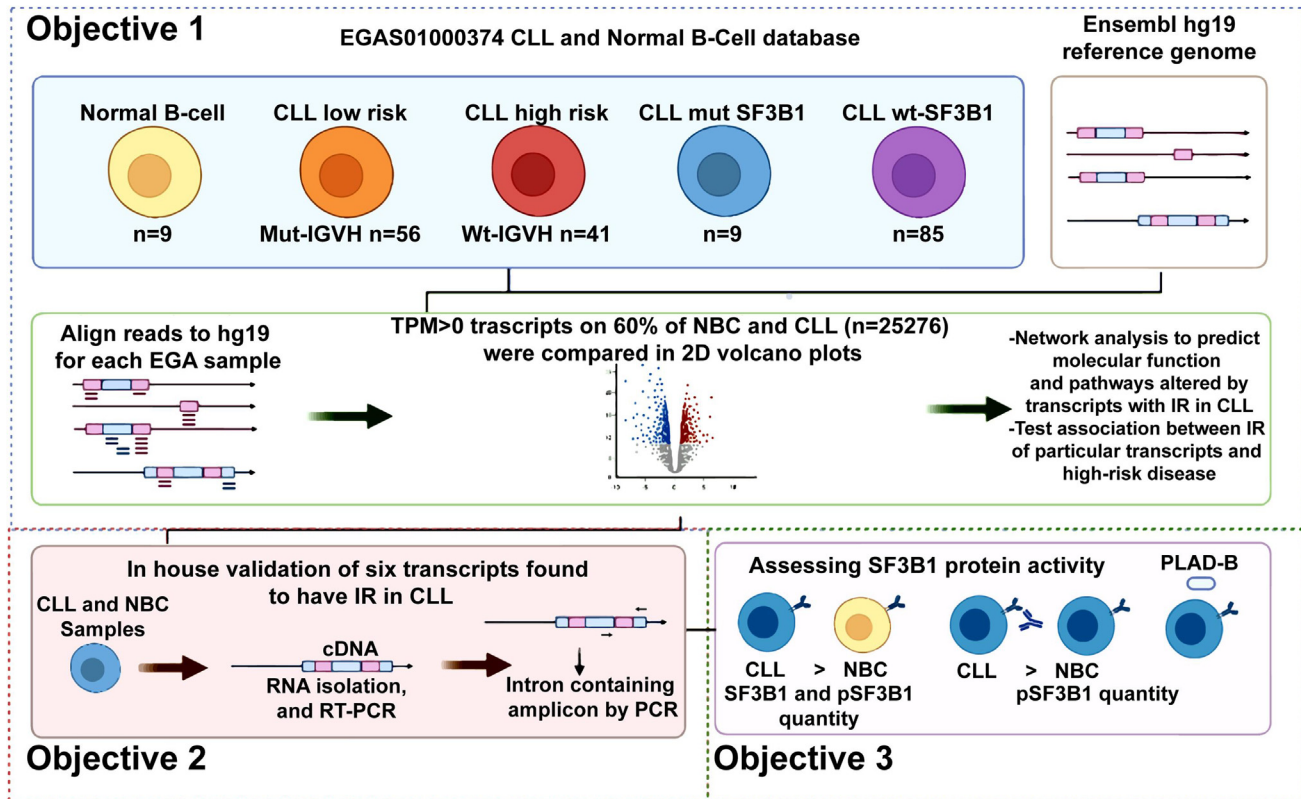 Objective 1
EGAS01000374 CLL and Normal B-Cell database
Ensembl hg19
reference genome
Normal B-cell
n=9
CLL low risk
Mut-IGVH n=56
CLL high risk
Wt-IGVH n=41
CLL mut SF3B1
n=9
CLL wt-SF3B1
n=85
Align reads to hg19
for each EGA sample
TPM>0 trascripts on 60% of NBC and CLL (n=25276)
were compared in 2D volcano plots
-10 -5 0 5 10
-Network analysis to predict
molecular function
and pathways altered by
transcripts with IR in CLL
-Test association between IR
of particular transcripts and
high-risk disease
In house validation of six transcripts found
to have IR in CLL
CLL and NBC
Samples
cDNA
RNA isolation,
and RT-PCR
Intron containing
amplicon by PCR
Objective 2
Assessing SF3B1 protein activity
CLL > NBC
SF3B1 and pSF3B1
quantity
CLL > NBC
pSF3B1 quantity
PLAD-B
Objective 3